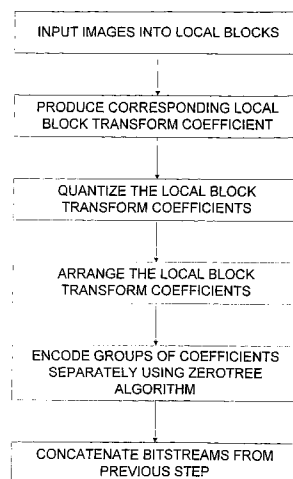 INPUT IMAGES INTO LOCAL BLOCKS
PRODUCE CORRESPONDING LOCAL
BLOCK TRANSFORM COEFFICIENT
QUANTIZE THE LOCAL BLOCK
TRANSFORM COEFFICIENTS
ARRANGE THE LOCAL BLOCK
TRANSFORM COEFFICIENTS
ENCODE GROUPS OF COEFFICIENTS
SEPARATELY USING ZEROTREE
ALGORITHM
CONCATENATE BITSTREAMS FROM
PREVIOUS STEP